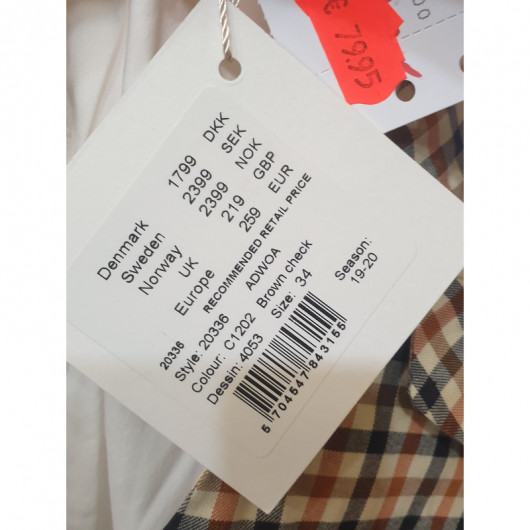 € 79.95
00
Denmark 1799 DKK
Sweden 2399 SEK
Norway 2399 NOK
UK 219 GBP
Europe 259 EUR
RECOMMENDED RETAIL PRICE
20336
Style: 20336 ADWOA
Colour: C1202 Brown check
Dessin: 4053 Size: 34
Season:
19-20
5 704547 843155